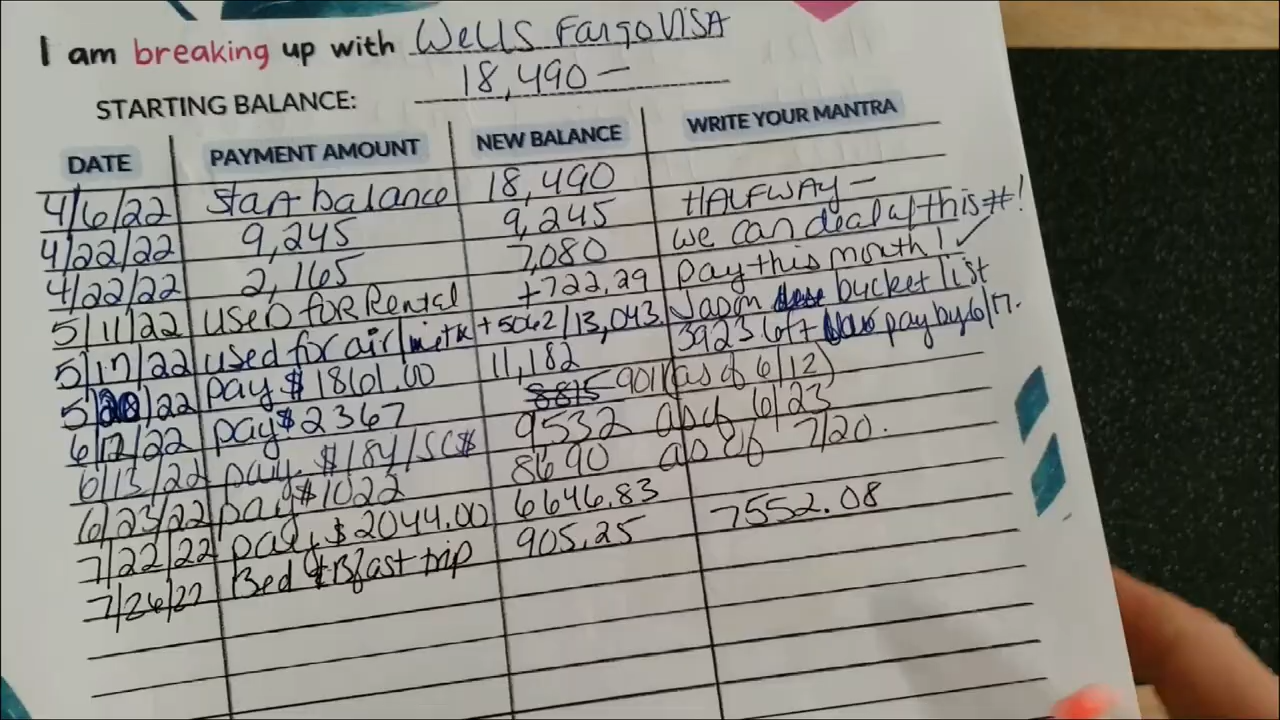 I am breaking up with Wells Fargo VISA
STARTING BALANCE: 18,490 —
DATE PAYMENT AMOUNT NEW BALANCE WRITE YOUR MANTRA
4/6/22 start balance 18,490
4/22/22 9,245 9,245 HALFWAY —
4/22/22 2,165 7,080 we can deal w/ this #!
5/11/22 USED FOR Rental +722.29 pay this month! ✓
5/17/22 used for air/ + 5062/13,043 Jason bucket list
5/28/22 pay $1861.00 11,182 3923 left pay by 6/17.
6/12/22 pay $2367 8815 9011 (as of 6/12)
6/13/22 pay $184/SC$ 9532 as of 6/23
6/23/22 pay $1022 8690 as of 7/20.
7/22/22 pay $2044.00 6646.83
7/26/22 Bed & Bfast trip 905.25 7552.08